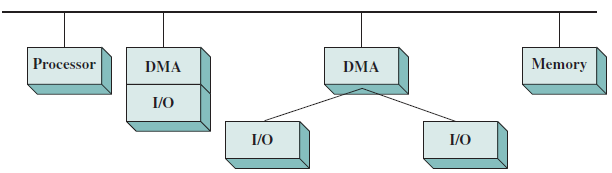 Processor
DMA
I/O
DMA
Memory
I/O
I/O